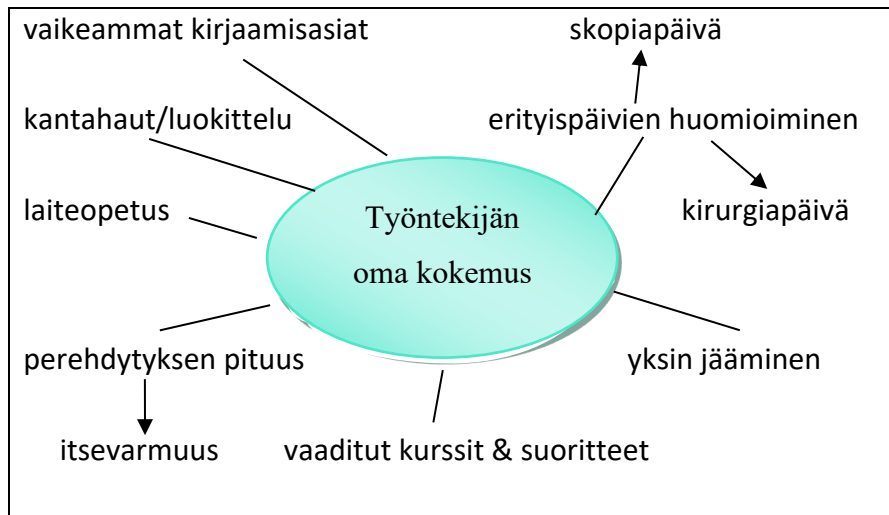 vaikeammat kirjaamisasiat
skopiapäivä
kantahaut/luokittelu
erityispäivien huomioiminen
laiteopetus
kirurgiapäivä
Työntekijän
oma kokemus
perehdytyksen pituus
yksin jääminen
itsevarmuus
vaaditut kurssit & suoritteet